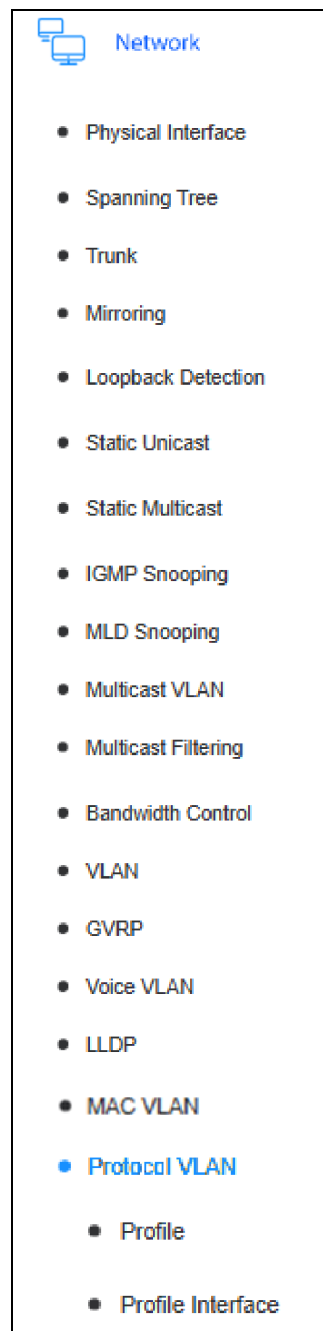 Network
Physical Interface
Spanning Tree
Trunk
Mirroring
Loopback Detection
Static Unicast
Static Multicast
IGMP Snooping
MLD Snooping
Multicast VLAN
Multicast Filtering
Bandwidth Control
VLAN
GVRP
Voice VLAN
LLDP
MAC VLAN
Protocol VLAN
Profile
Profile Interface